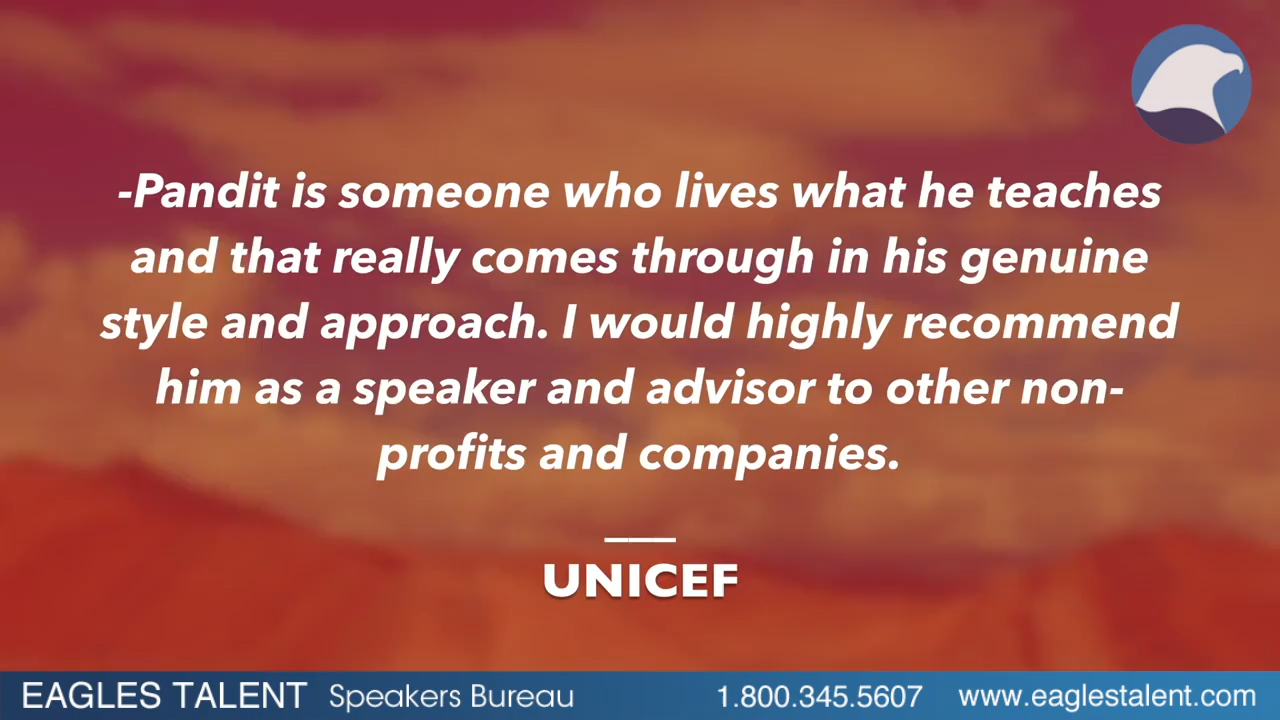 -Pandit is someone who lives what he teaches
and that really comes through in his genuine
style and approach. I would highly recommend
him as a speaker and advisor to other non-
profits and companies.
___
UNICEF
EAGLES TALENT Speakers Bureau 1.800.345.5607 www.eaglestalent.com